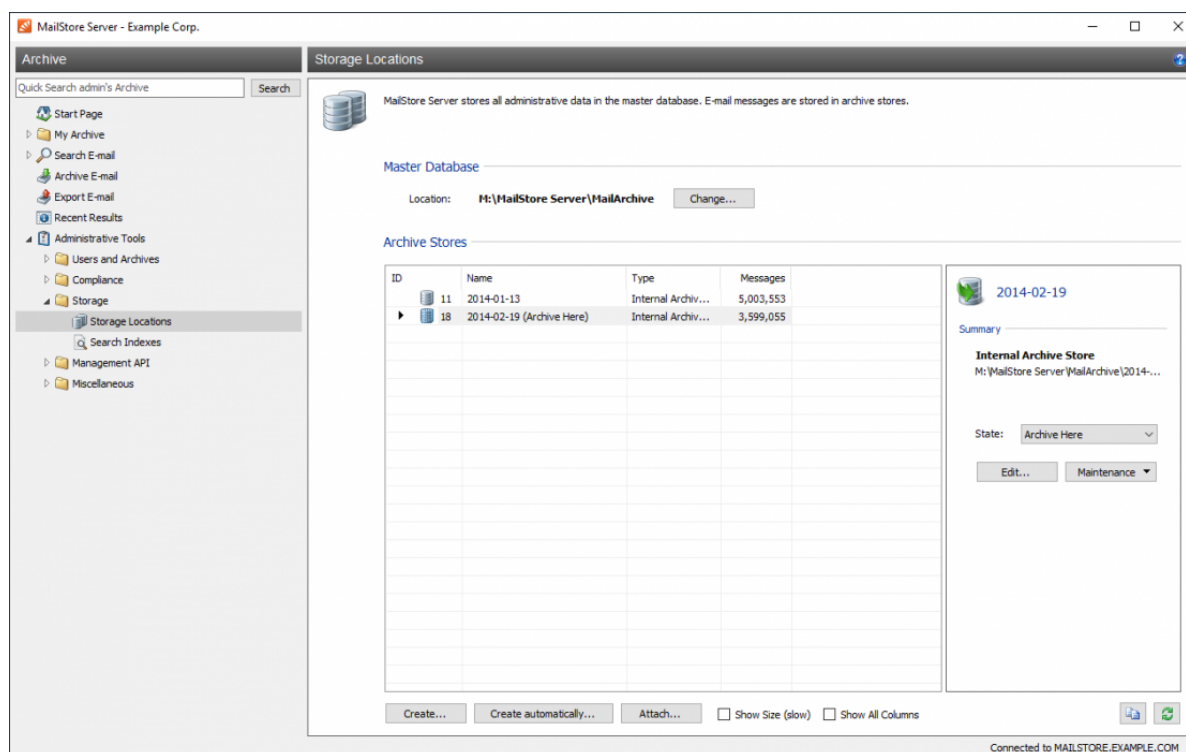 MailStore Server - Example Corp.
Archive
Storage Locations
Quick Search admin's Archive
Search
Start Page
My Archive
Search E-mail
Archive E-mail
Export E-mail
Recent Results
Administrative Tools
Users and Archives
Compliance
Storage
Storage Locations
Search Indexes
Management API
Miscellaneous
MailStore Server stores all administrative data in the master database. E-mail messages are stored in archive stores.
Master Database
Location: M:\MailStore Server\MailArchive Change...
Archive Stores
ID Name Type Messages
11 2014-01-13 Internal Archiv... 5,003,553
18 2014-02-19 (Archive Here) Internal Archiv... 3,599,055
2014-02-19
Summary
Internal Archive Store
M:\MailStore Server\MailArchive\2014-...
State: Archive Here
Edit... Maintenance
Create... Create automatically... Attach... Show Size (slow) Show All Columns
Connected to MAILSTORE.EXAMPLE.COM